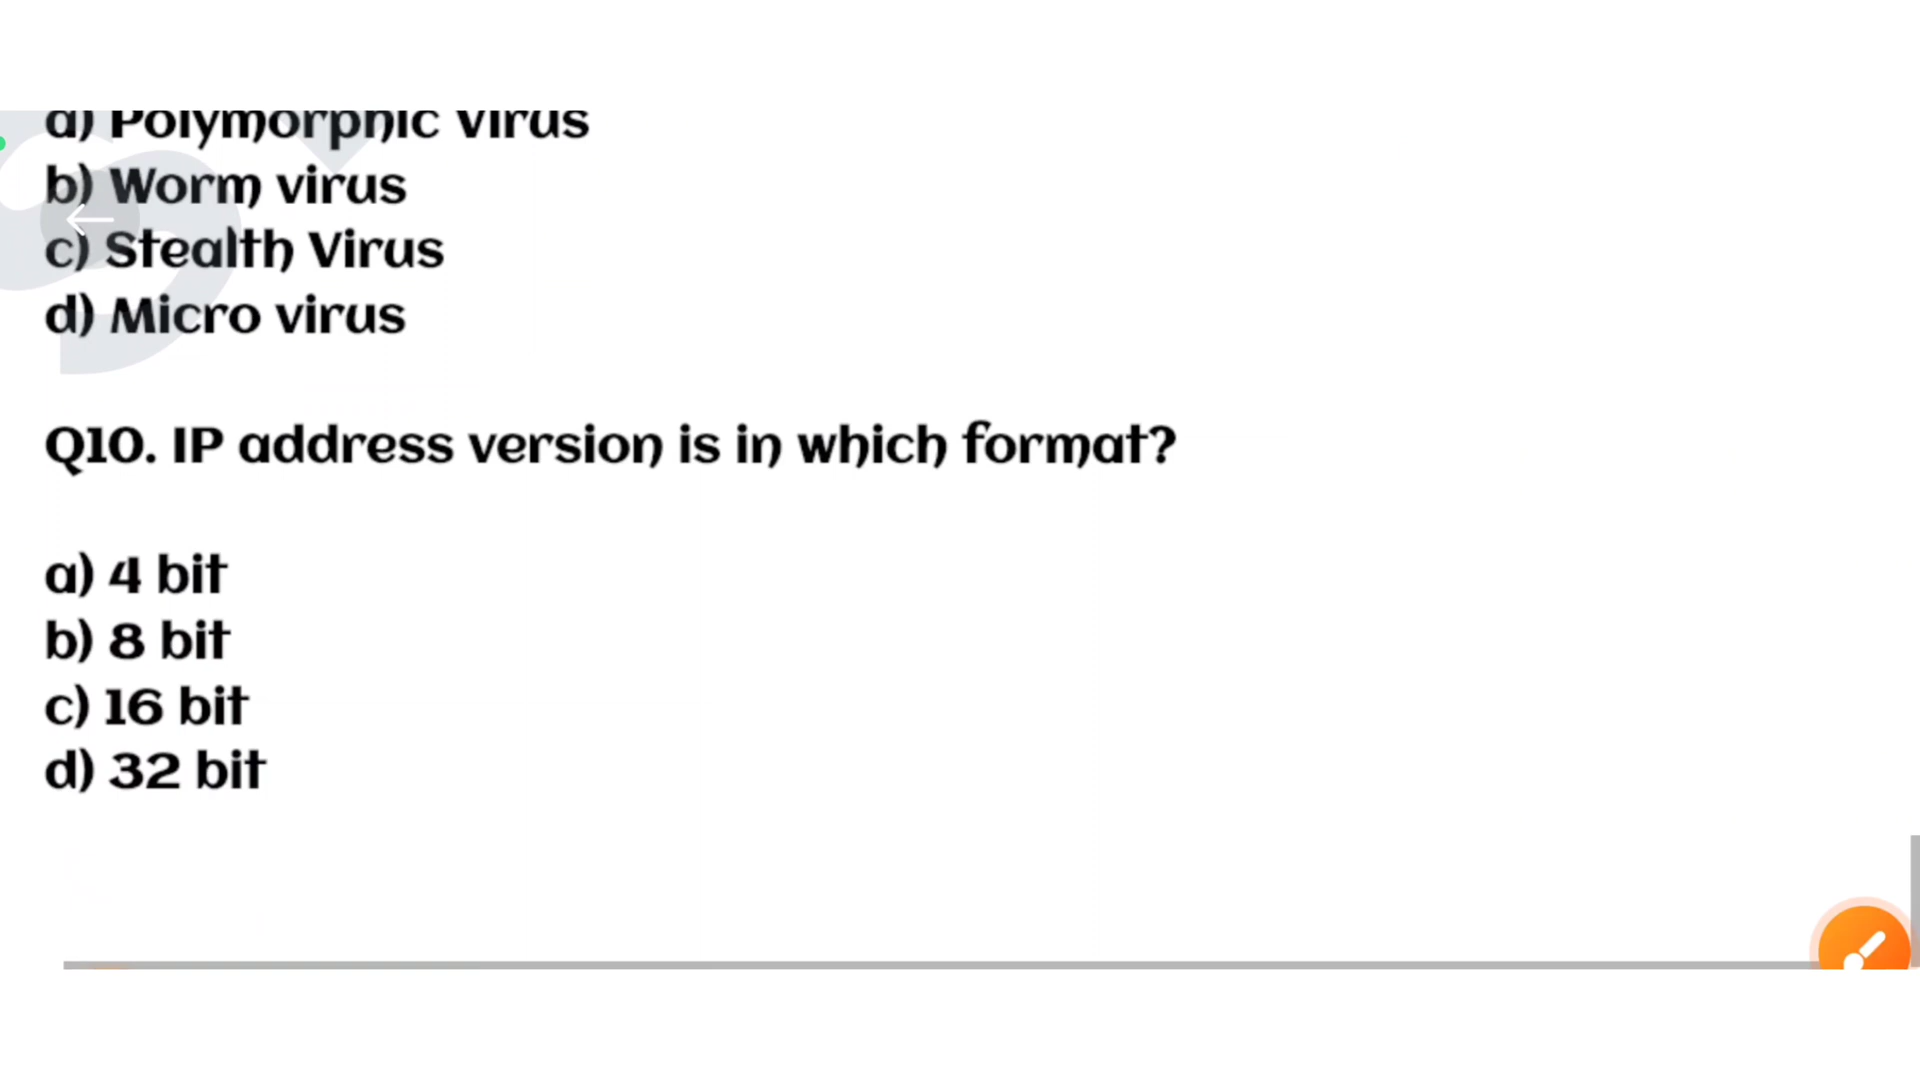 a) Polymorphic Virus
b) Worm virus
c) Stealth Virus
d) Micro virus
Q10. IP address version is in which format?
a) 4 bit
b) 8 bit
c) 16 bit
d) 32 bit